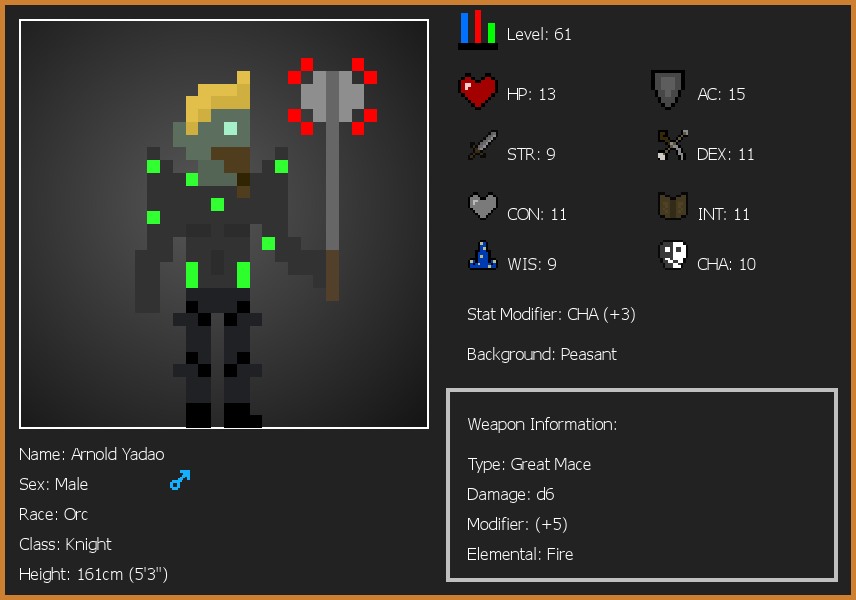 Level: 61
HP: 13
AC: 15
STR: 9
DEX: 11
CON: 11
INT: 11
WIS: 9
CHA: 10
Stat Modifier: CHA (+3)
Background: Peasant
Weapon Information:
Type: Great Mace
Damage: d6
Modifier: (+5)
Elemental: Fire
Name: Arnold Yadao
Sex: Male
Race: Orc
Class: Knight
Height: 161cm (5'3")